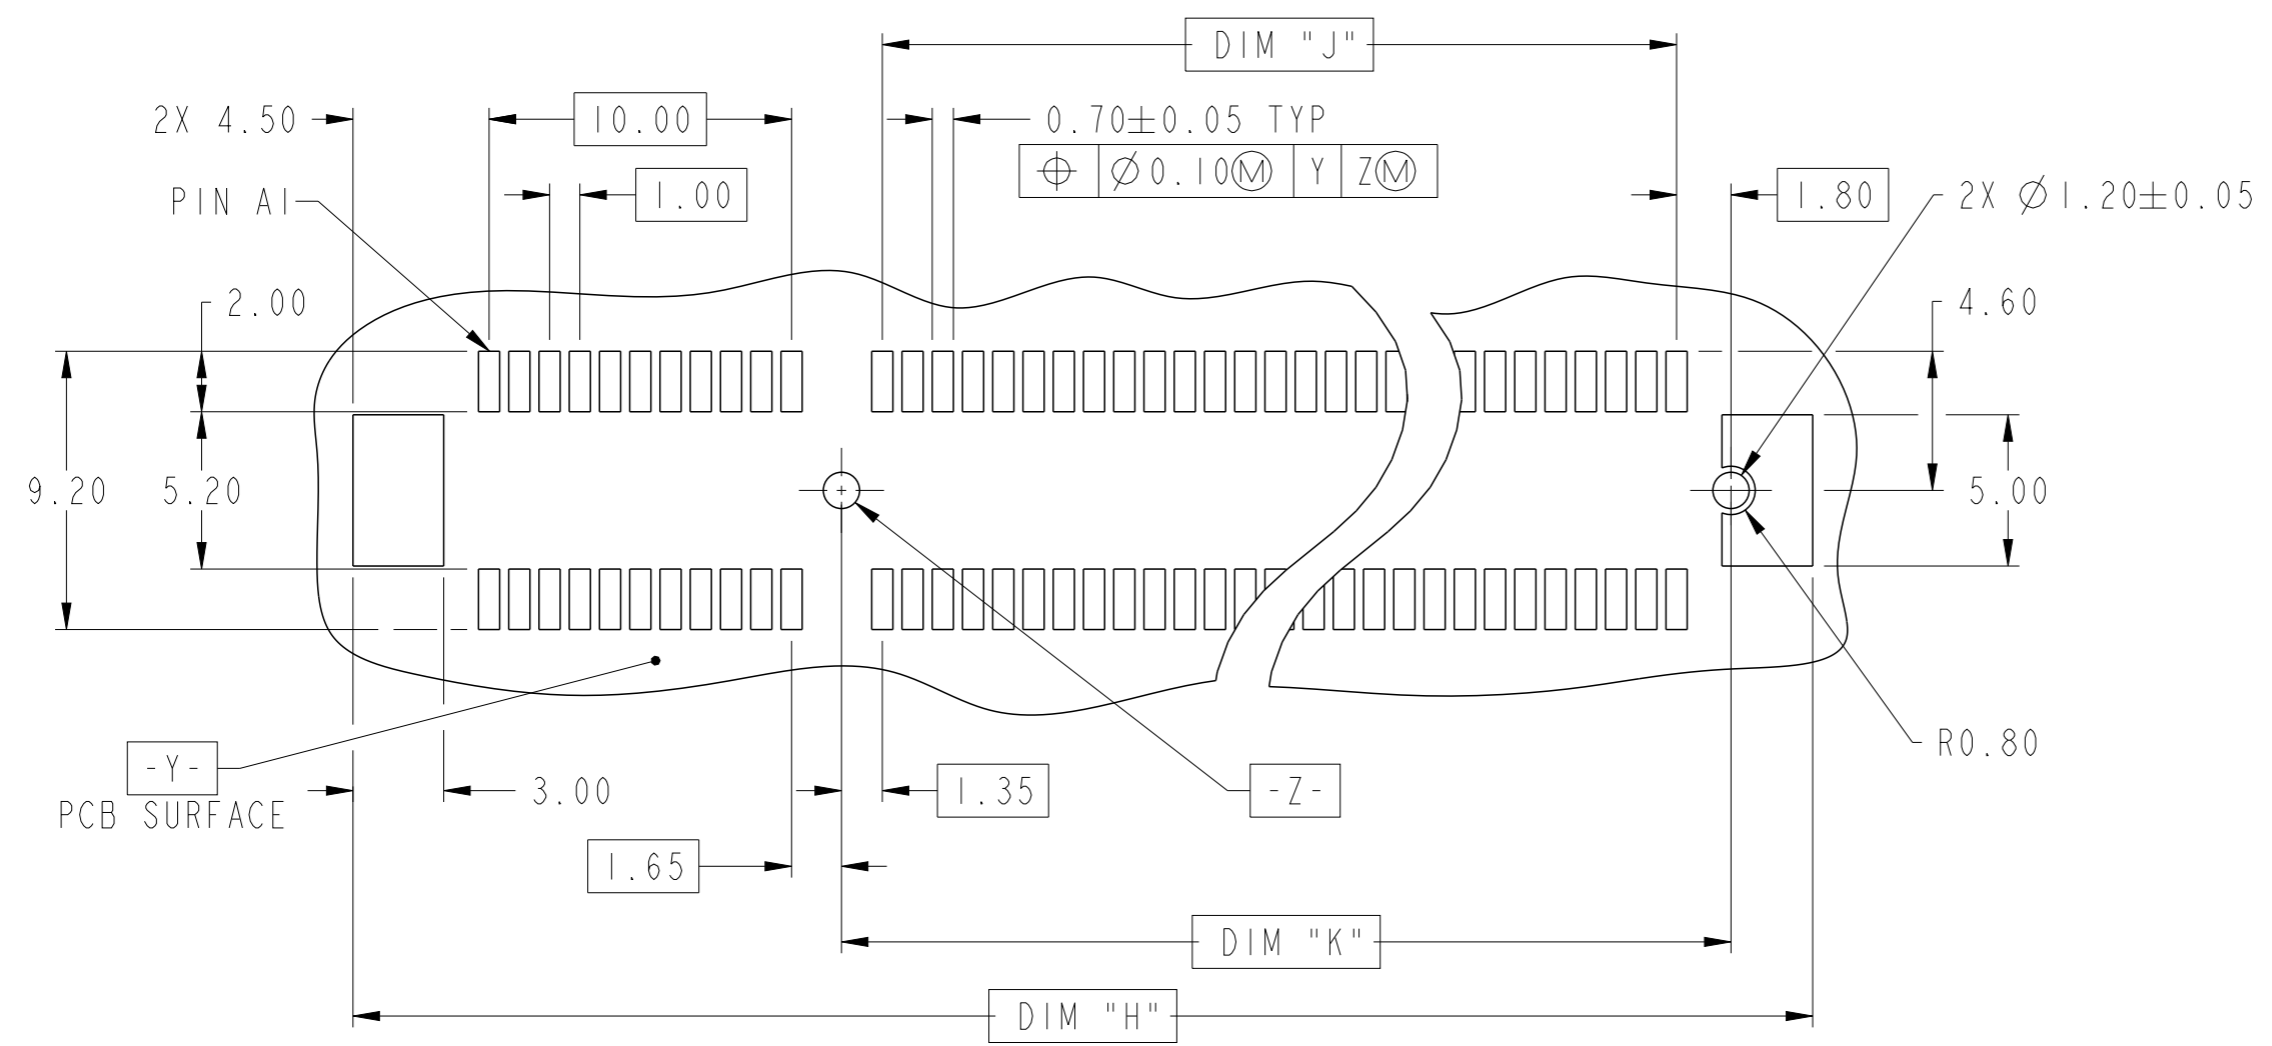 DIM "J"
2X 4.50
10.00
0.70±0.05 TYP
⌖ Ø0.10Ⓜ Y ZⓂ
1.00
PIN A1
1.80
2X Ø1.20±0.05
2.00
4.60
9.20
5.20
5.00
-Y-
PCB SURFACE
3.00
1.35
-Z-
R0.80
1.65
DIM "K"
DIM "H"